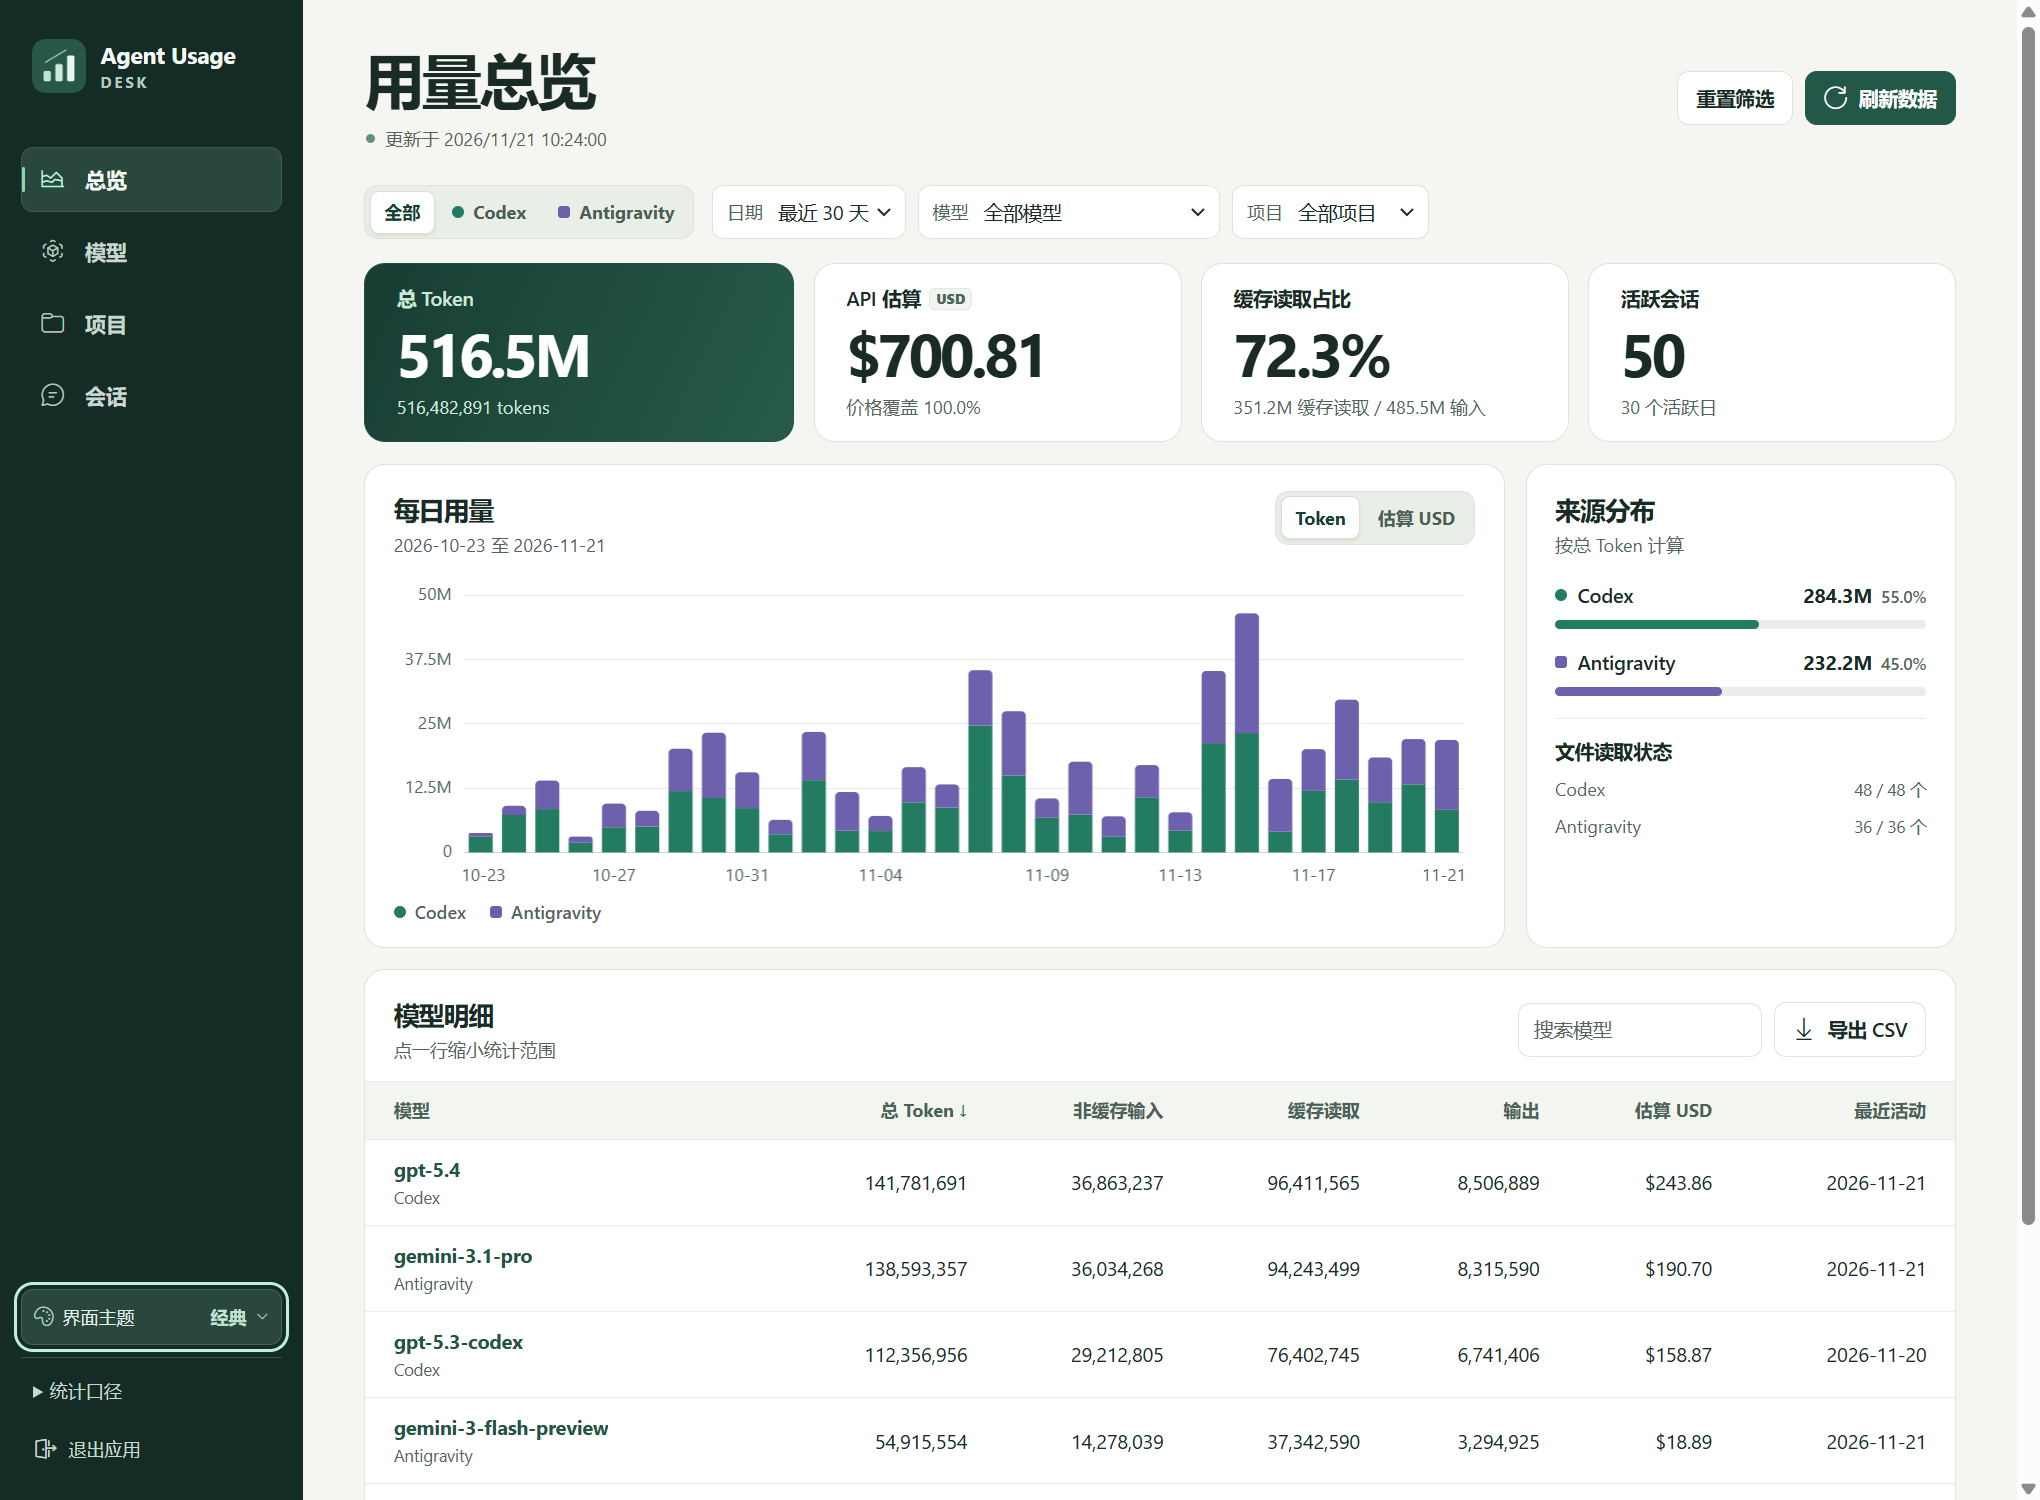 Agent Usage
DESK
总览
模型
项目
会话
界面主题 经典
统计口径
退出应用
用量总览
更新于 2026/11/21 10:24:00
重置筛选
刷新数据
全部 Codex Antigravity
日期 最近 30 天
模型 全部模型
项目 全部项目
总 Token
516.5M
516,482,891 tokens
API 估算 USD
$700.81
价格覆盖 100.0%
缓存读取占比
72.3%
351.2M 缓存读取 / 485.5M 输入
活跃会话
50
30 个活跃日
每日用量
2026-10-23 至 2026-11-21
Token 估算 USD
50M
37.5M
25M
12.5M
0
10-23 10-27 10-31 11-04 11-09 11-13 11-17 11-21
Codex Antigravity
来源分布
按总 Token 计算
Codex 284.3M 55.0%
Antigravity 232.2M 45.0%
文件读取状态
Codex 48 / 48 个
Antigravity 36 / 36 个
模型明细
点一行缩小统计范围
搜索模型
导出 CSV
模型 总 Token ↓ 非缓存输入 缓存读取 输出 估算 USD 最近活动
gpt-5.4
Codex
141,781,691 36,863,237 96,411,565 8,506,889 $243.86 2026-11-21
gemini-3.1-pro
Antigravity
138,593,357 36,034,268 94,243,499 8,315,590 $190.70 2026-11-21
gpt-5.3-codex
Codex
112,356,956 29,212,805 76,402,745 6,741,406 $158.87 2026-11-20
gemini-3-flash-preview
Antigravity
54,915,554 14,278,039 37,342,590 3,294,925 $18.89 2026-11-21